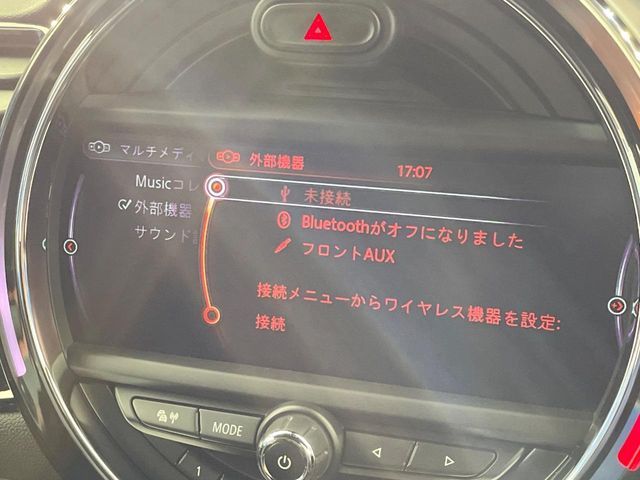 マルチメディ
外部機器
17:07
Musicコレ
未接続
外部機器
Bluetoothがオフになりました
サウンド
フロントAUX
接続メニューからワイヤレス機器を設定:
接続
MODE
1